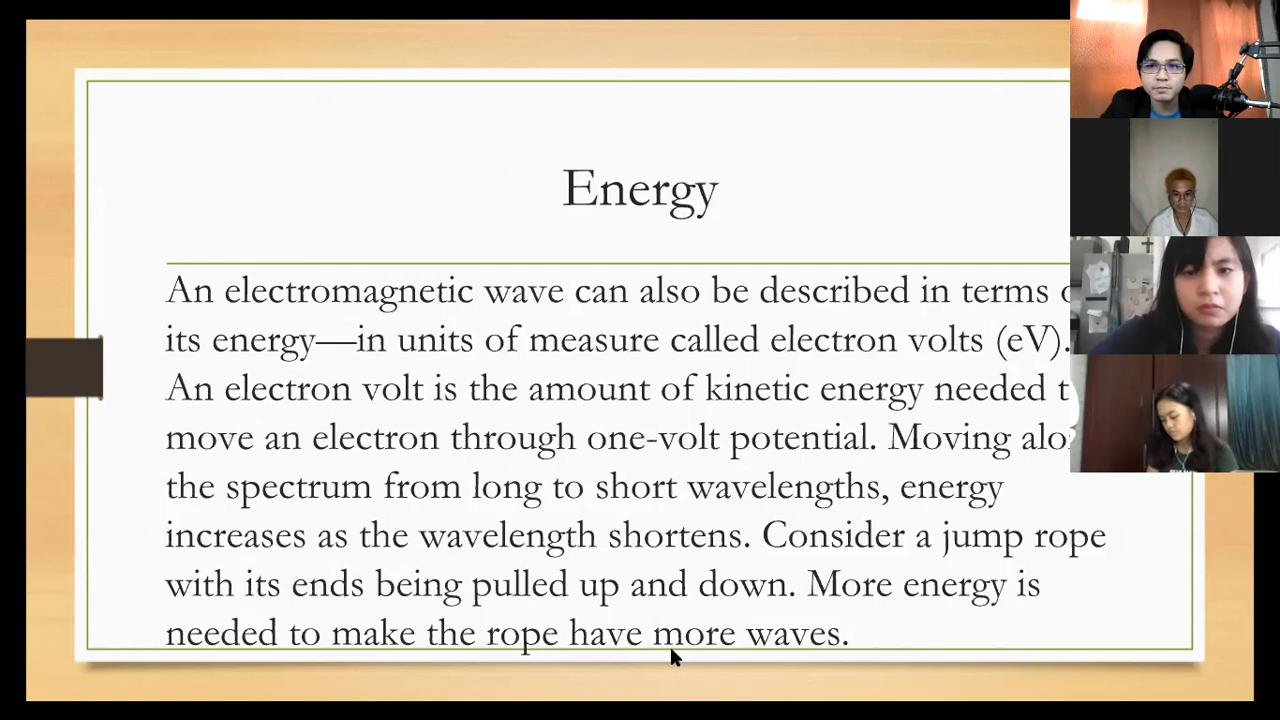 Energy
An electromagnetic wave can also be described in terms
its energy—in units of measure called electron volts (eV).
An electron volt is the amount of kinetic energy needed
move an electron through one-volt potential. Moving
the spectrum from long to short wavelengths, energy
increases as the wavelength shortens. Consider a jump rope
with its ends being pulled up and down. More energy is
needed to make the rope have more waves.